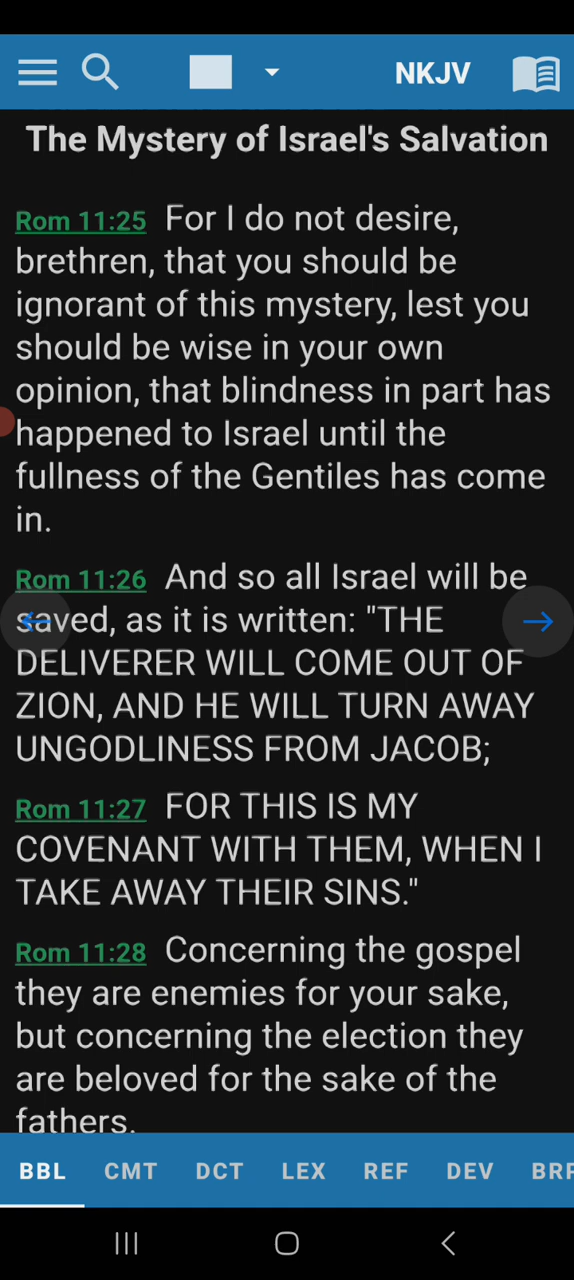 NKJV
The Mystery of Israel's Salvation
Rom 11:25 For I do not desire,
brethren, that you should be
ignorant of this mystery, lest you
should be wise in your own
opinion, that blindness in part has
happened to Israel until the
fullness of the Gentiles has come
in.
Rom 11:26 And so all Israel will be
saved, as it is written: "THE
DELIVERER WILL COME OUT OF
ZION, AND HE WILL TURN AWAY
UNGODLINESS FROM JACOB;
Rom 11:27 FOR THIS IS MY
COVENANT WITH THEM, WHEN I
TAKE AWAY THEIR SINS."
Rom 11:28 Concerning the gospel
they are enemies for your sake,
but concerning the election they
are beloved for the sake of the
fathers.
BBL CMT DCT LEX REF DEV BRP